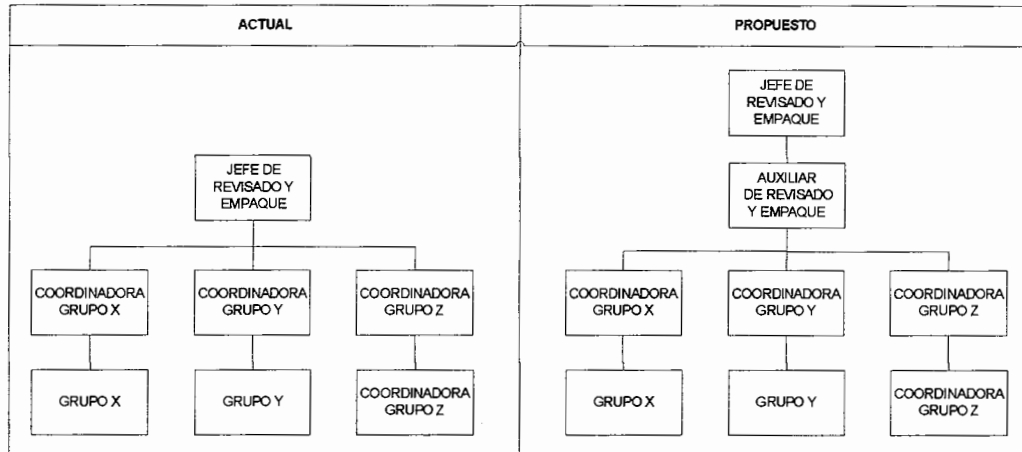 ACTUAL
JEFE DE
REVISADO Y
EMPAQUE
COORDINADORA
GRUPO X
COORDINADORA
GRUPO Y
COORDINADORA
GRUPO Z
GRUPO X
GRUPO Y
COORDINADORA
GRUPO Z
PROPUESTO
JEFE DE
REVISADO Y
EMPAQUE
AUXILIAR
DE REVISADO
Y EMPAQUE
COORDINADORA
GRUPO X
COORDINADORA
GRUPO Y
COORDINADORA
GRUPO Z
GRUPO X
GRUPO Y
COORDINADORA
GRUPO Z